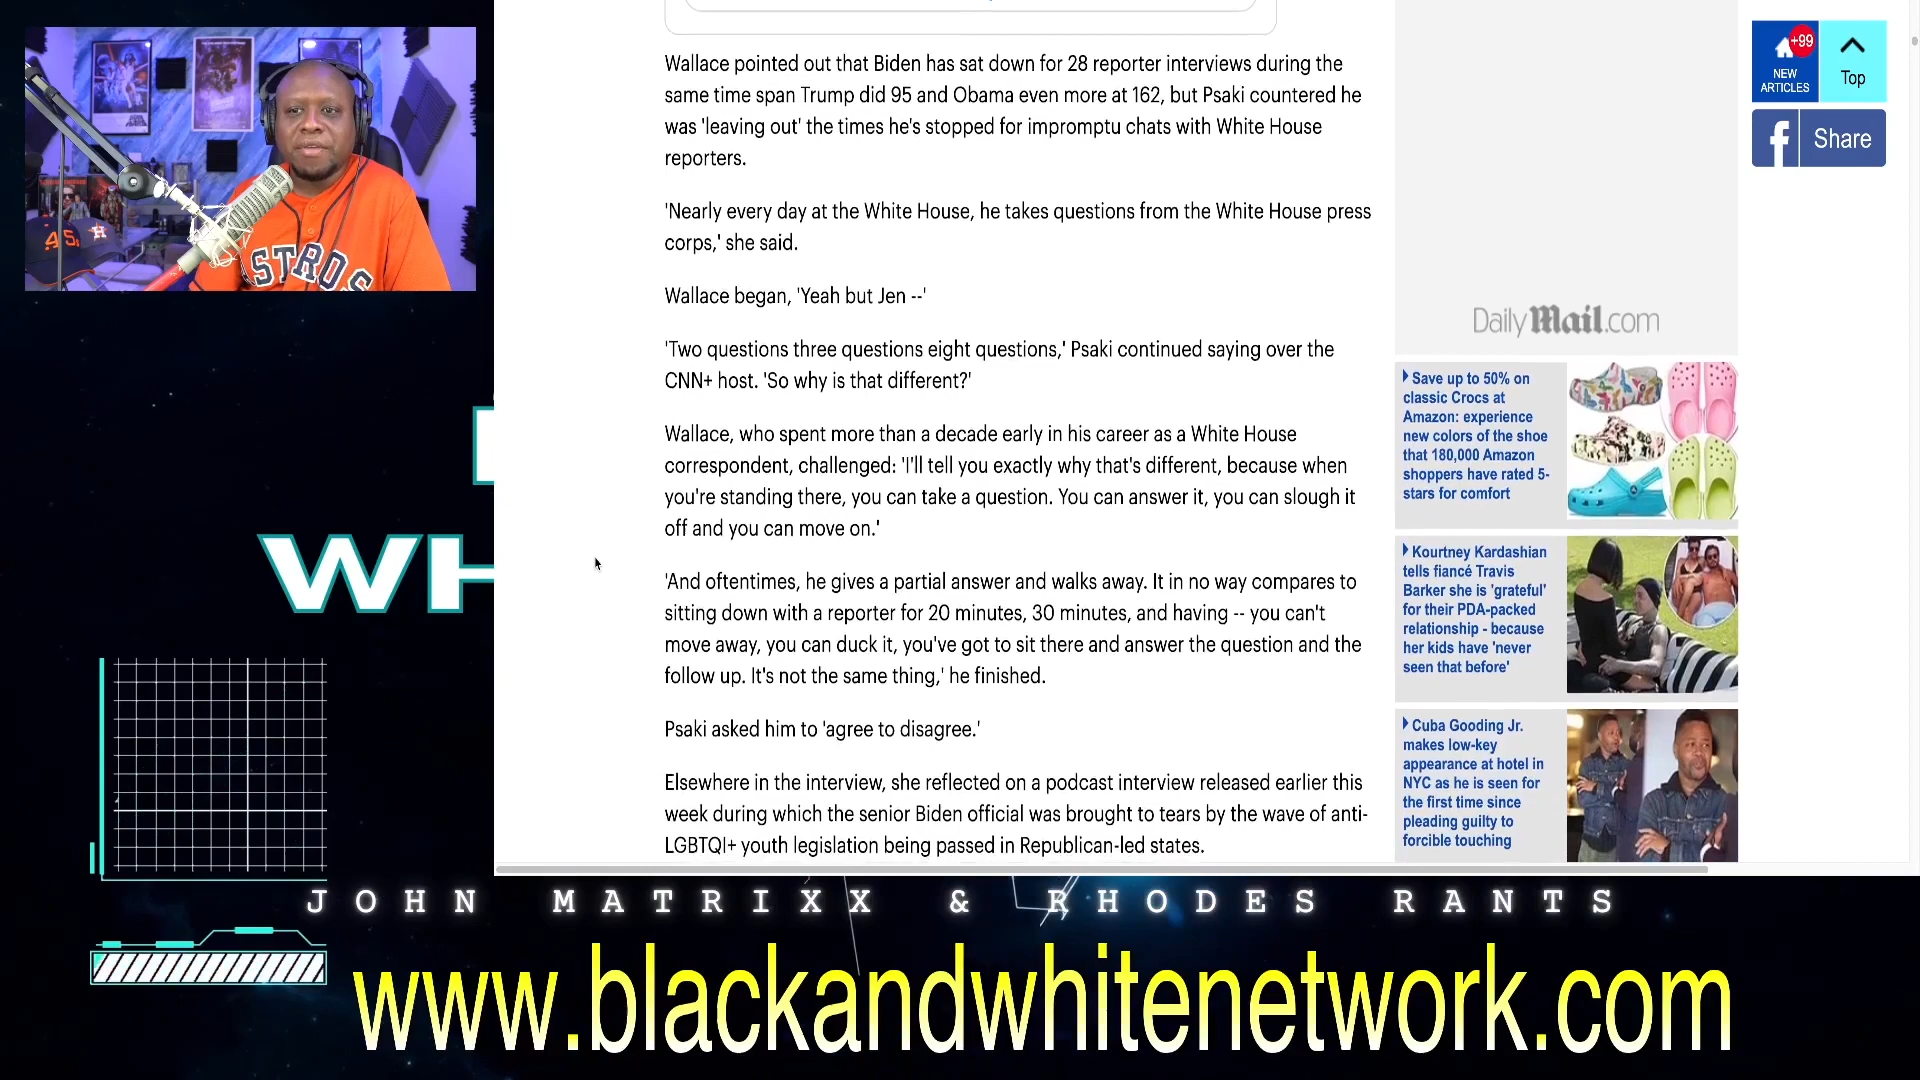 Wallace pointed out that Biden has sat down for 28 reporter interviews during the
same time span Trump did 95 and Obama even more at 162, but Psaki countered he
was 'leaving out' the times he's stopped for impromptu chats with White House
reporters.
'Nearly every day at the White House, he takes questions from the White House press
corps,' she said.
Wallace began, 'Yeah but Jen --'
'Two questions three questions eight questions,' Psaki continued saying over the
CNN+ host. 'So why is that different?'
Wallace, who spent more than a decade early in his career as a White House
correspondent, challenged: 'I'll tell you exactly why that's different, because when
you're standing there, you can take a question. You can answer it, you can slough it
off and you can move on.'
'And oftentimes, he gives a partial answer and walks away. It in no way compares to
sitting down with a reporter for 20 minutes, 30 minutes, and having -- you can't
move away, you can duck it, you've got to sit there and answer the question and the
follow up. It's not the same thing,' he finished.
Psaki asked him to 'agree to disagree.'
Elsewhere in the interview, she reflected on a podcast interview released earlier this
week during which the senior Biden official was brought to tears by the wave of anti-
LGBTQI+ youth legislation being passed in Republican-led states.
DailyMail.com
Save up to 50% on
classic Crocs at
Amazon: experience
new colors of the shoe
that 180,000 Amazon
shoppers have rated 5-
stars for comfort
Kourtney Kardashian
tells fiancé Travis
Barker she is 'grateful'
for their PDA-packed
relationship - because
her kids have 'never
seen that before'
Cuba Gooding Jr.
makes low-key
appearance at hotel in
NYC as he is seen for
the first time since
pleading guilty to
forcible touching
+99
NEW
ARTICLES
Top
f Share
45
H
STROS
WH
JOHN MATRIXX & RHODES RANTS
www.blackandwhitenetwork.com